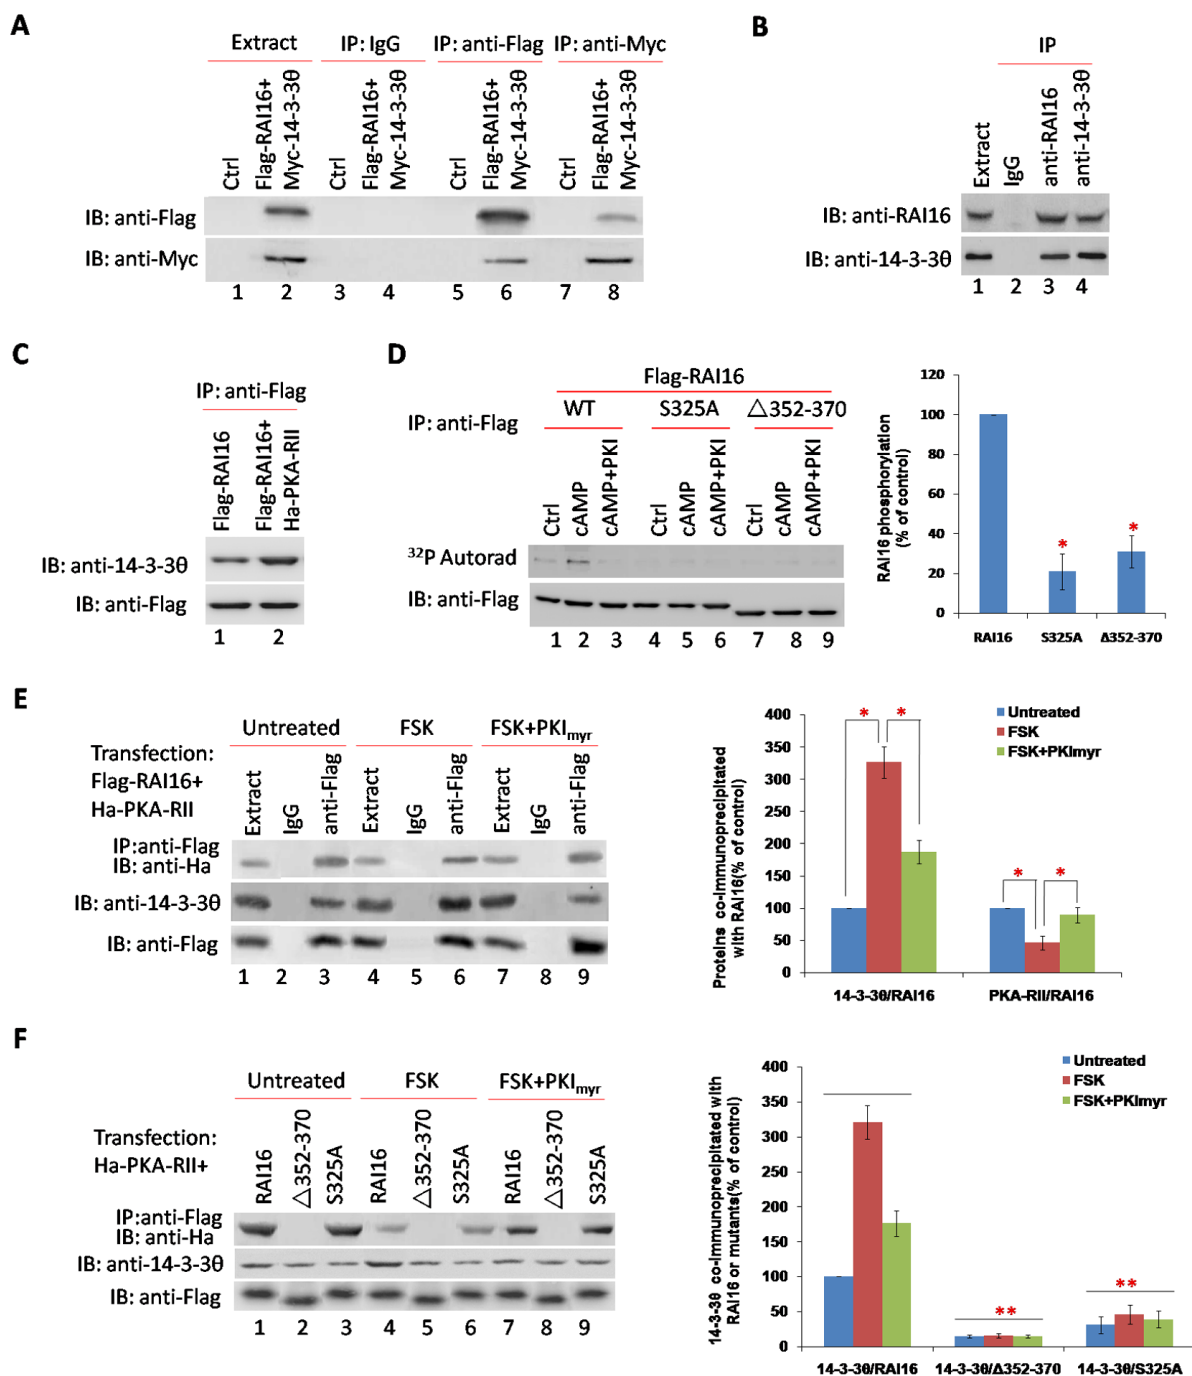 A
Extract IP: IgG IP: anti-Flag IP: anti-Myc
Ctrl
Flag-RAI16+
Myc-14-3-3θ
Ctrl
Flag-RAI16+
Myc-14-3-3θ
Ctrl
Flag-RAI16+
Myc-14-3-3θ
Ctrl
Flag-RAI16+
Myc-14-3-3θ
IB: anti-Flag
IB: anti-Myc
1 2 3 4 5 6 7 8
B
IP
Extract
IgG
anti-RAI16
anti-14-3-3θ
IB: anti-RAI16
IB: anti-14-3-3θ
1 2 3 4
C
IP: anti-Flag
Flag-RAI16
Flag-RAI16+
Ha-PKA-RII
IB: anti-14-3-3θ
IB: anti-Flag
1 2
D
Flag-RAI16
WT S325A △352-370
IP: anti-Flag
Ctrl
cAMP
cAMP+PKI
Ctrl
cAMP
cAMP+PKI
Ctrl
cAMP
cAMP+PKI
³²P Autorad
IB: anti-Flag
1 2 3 4 5 6 7 8 9
RAI16 phosphorylation
(% of control)
120
100
80
60
40
20
0
*
*
RAI16 S325A Δ352-370
E
Untreated FSK FSK+PKImyr
Transfection:
Flag-RAI16+
Ha-PKA-RII
Extract
IgG
anti-Flag
Extract
IgG
anti-Flag
Extract
IgG
anti-Flag
IP:anti-Flag
IB: anti-Ha
IB: anti-14-3-3θ
IB: anti-Flag
1 2 3 4 5 6 7 8 9
Proteins co-immunoprecipitated
with RAI16(% of control)
400
350
300
250
200
150
100
50
0
Untreated
FSK
FSK+PKImyr
* *
* *
14-3-3θ/RAI16 PKA-RII/RAI16
F
Untreated FSK FSK+PKImyr
Transfection:
Ha-PKA-RII+
RAI16
△352-370
S325A
RAI16
△352-370
S325A
RAI16
△352-370
S325A
IP:anti-Flag
IB: anti-Ha
IB: anti-14-3-3θ
IB: anti-Flag
1 2 3 4 5 6 7 8 9
14-3-3θ co-immunoprecipitated with
RAI16 or mutants(% of control)
400
350
300
250
200
150
100
50
0
Untreated
FSK
FSK+PKImyr
**
**
14-3-3θ/RAI16 14-3-3θ/Δ352-370 14-3-3θ/S325A